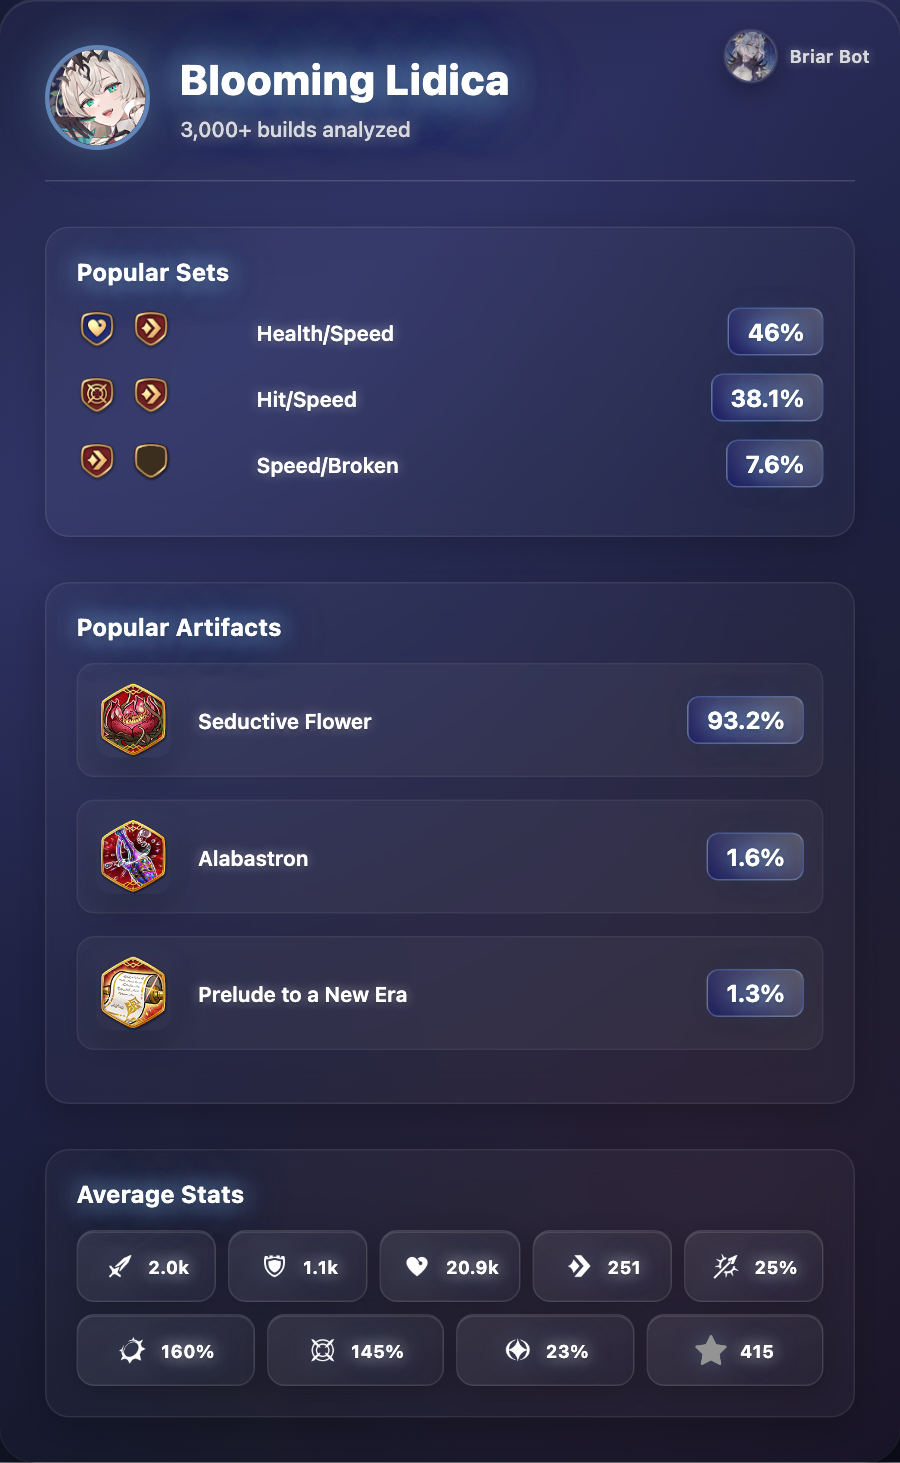 Blooming Lidica
3,000+ builds analyzed
Briar Bot
Popular Sets
Health/Speed
46%
Hit/Speed
38.1%
Speed/Broken
7.6%
Popular Artifacts
Seductive Flower
93.2%
Alabastron
1.6%
Prelude to a New Era
1.3%
Average Stats
2.0k
1.1k
20.9k
251
25%
160%
145%
23%
415